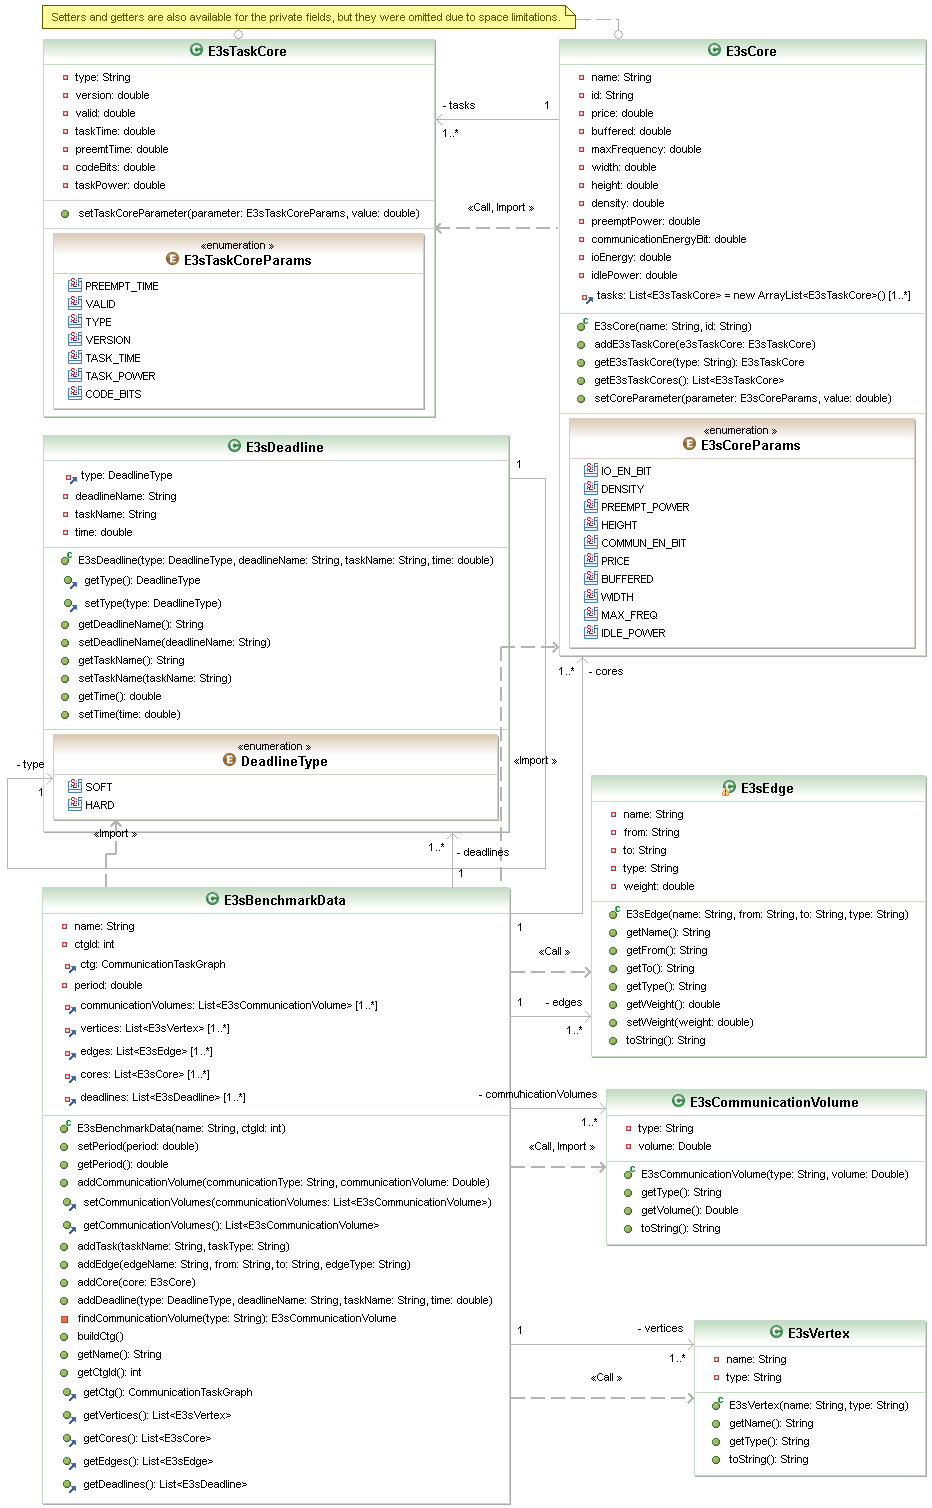 Setters and getters are also available for the private fields, but they were omitted due to space limitations.
E3sTaskCore
type: String
version: double
valid: double
taskTime: double
preemtTime: double
codeBits: double
taskPower: double
setTaskCoreParameter(parameter: E3sTaskCoreParams, value: double)
«enumeration »
E3sTaskCoreParams
PREEMPT_TIME
VALID
TYPE
VERSION
TASK_TIME
TASK_POWER
CODE_BITS
- tasks
1
1..*
«Call, Import »
E3sCore
name: String
id: String
price: double
buffered: double
maxFrequency: double
width: double
height: double
density: double
preemptPower: double
communicationEnergyBit: double
ioEnergy: double
idlePower: double
tasks: List<E3sTaskCore> = new ArrayList<E3sTaskCore>() [1..*]
E3sCore(name: String, id: String)
addE3sTaskCore(e3sTaskCore: E3sTaskCore)
getE3sTaskCore(type: String): E3sTaskCore
getE3sTaskCores(): List<E3sTaskCore>
setCoreParameter(parameter: E3sCoreParams, value: double)
«enumeration »
E3sCoreParams
IO_EN_BIT
DENSITY
PREEMPT_POWER
HEIGHT
COMMUN_EN_BIT
PRICE
BUFFERED
WIDTH
MAX_FREQ
IDLE_POWER
E3sDeadline
type: DeadlineType
deadlineName: String
taskName: String
time: double
E3sDeadline(type: DeadlineType, deadlineName: String, taskName: String, time: double)
getType(): DeadlineType
setType(type: DeadlineType)
getDeadlineName(): String
setDeadlineName(deadlineName: String)
getTaskName(): String
setTaskName(taskName: String)
getTime(): double
setTime(time: double)
«enumeration »
DeadlineType
SOFT
HARD
1
- type
1
«Import »
«Import »
1..*
- deadlines
1
1..*
- cores
E3sEdge
name: String
from: String
to: String
type: String
weight: double
E3sEdge(name: String, from: String, to: String, type: String)
getName(): String
getFrom(): String
getTo(): String
getType(): String
getWeight(): double
setWeight(weight: double)
toString(): String
E3sBenchmarkData
name: String
ctgId: int
ctg: CommunicationTaskGraph
period: double
communicationVolumes: List<E3sCommunicationVolume> [1..*]
vertices: List<E3sVertex> [1..*]
edges: List<E3sEdge> [1..*]
cores: List<E3sCore> [1..*]
deadlines: List<E3sDeadline> [1..*]
E3sBenchmarkData(name: String, ctgId: int)
setPeriod(period: double)
getPeriod(): double
addCommunicationVolume(communicationType: String, communicationVolume: Double)
setCommunicationVolumes(communicationVolumes: List<E3sCommunicationVolume>)
getCommunicationVolumes(): List<E3sCommunicationVolume>
addTask(taskName: String, taskType: String)
addEdge(edgeName: String, from: String, to: String, edgeType: String)
addCore(core: E3sCore)
addDeadline(type: DeadlineType, deadlineName: String, taskName: String, time: double)
findCommunicationVolume(type: String): E3sCommunicationVolume
buildCtg()
getName(): String
getCtgId(): int
getCtg(): CommunicationTaskGraph
getVertices(): List<E3sVertex>
getCores(): List<E3sCore>
getEdges(): List<E3sEdge>
getDeadlines(): List<E3sDeadline>
1
«Call »
1
- edges
1..*
- communicationVolumes
1..*
«Call, Import »
E3sCommunicationVolume
type: String
volume: Double
E3sCommunicationVolume(type: String, volume: Double)
getType(): String
getVolume(): Double
toString(): String
1
- vertices
1..*
«Call »
E3sVertex
name: String
type: String
E3sVertex(name: String, type: String)
getName(): String
getType(): String
toString(): String